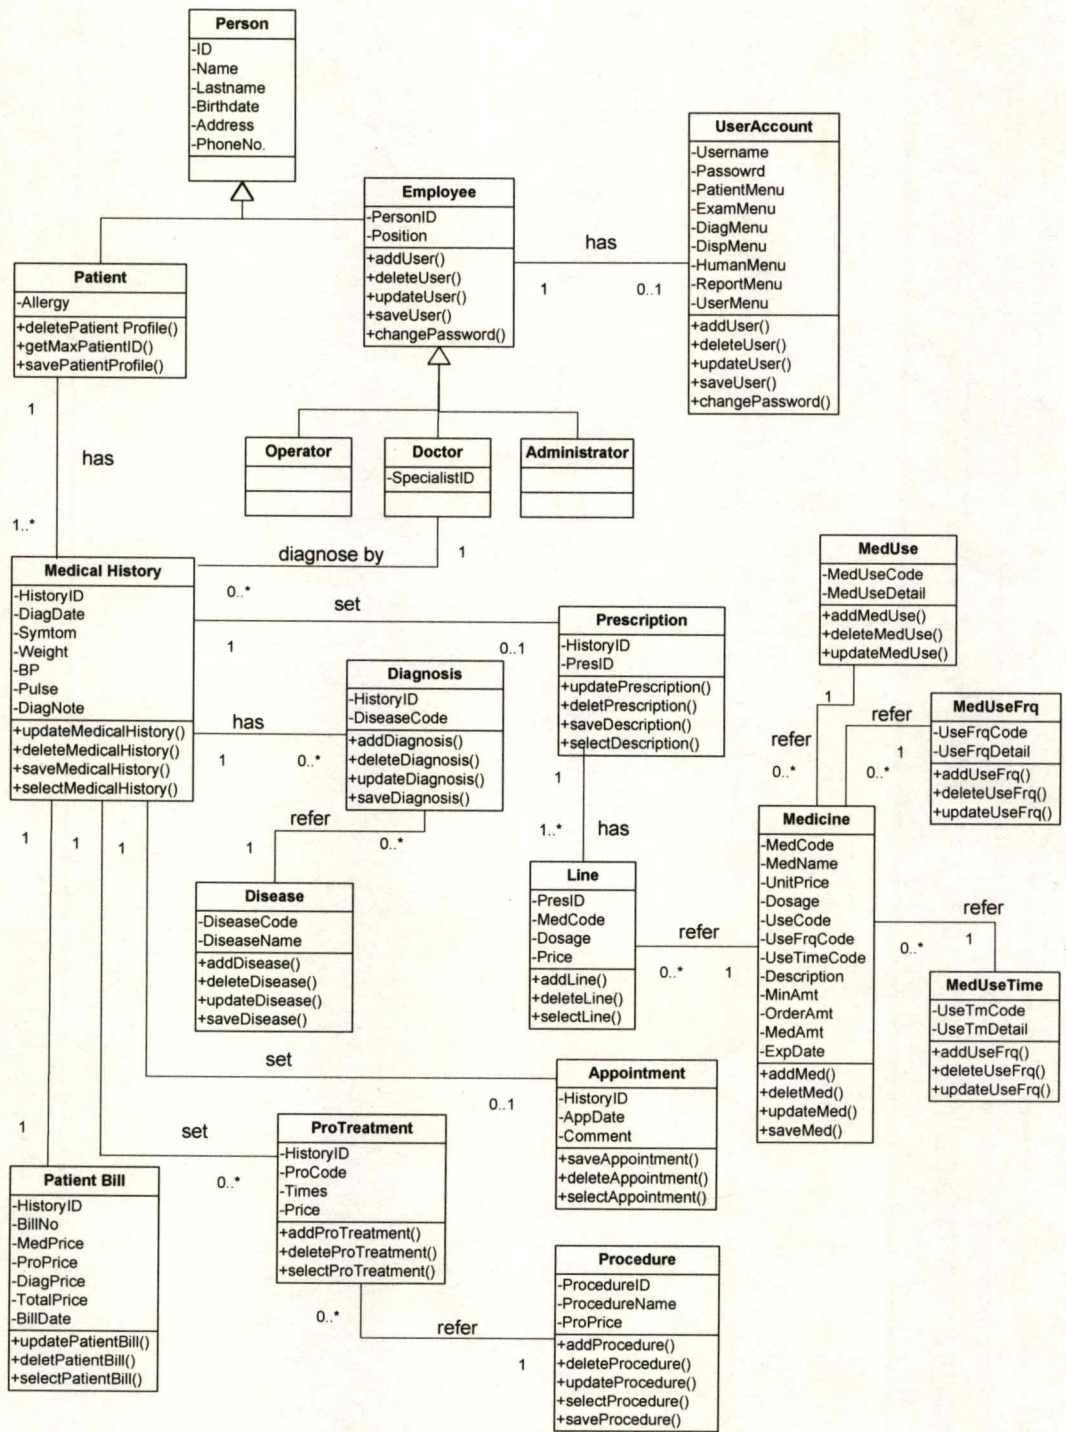 Person
-ID
-Name
-Lastname
-Birthdate
-Address
-PhoneNo.
UserAccount
-Username
-Passowrd
-PatientMenu
-ExamMenu
-DiagMenu
-DispMenu
-HumanMenu
-ReportMenu
-UserMenu
+addUser()
+deleteUser()
+updateUser()
+saveUser()
+changePassword()
Employee
-PersonID
-Position
+addUser()
+deleteUser()
+updateUser()
+saveUser()
+changePassword()
has
1
0..1
Patient
-Allergy
+deletePatient Profile()
+getMaxPatientID()
+savePatientProfile()
1
has
1..*
Operator
Doctor
-SpecialistID
Administrator
diagnose by
1
0..*
Medical History
-HistoryID
-DiagDate
-Symtom
-Weight
-BP
-Pulse
-DiagNote
+updateMedicalHistory()
+deleteMedicalHistory()
+saveMedicalHistory()
+selectMedicalHistory()
set
1
0..1
Prescription
-HistoryID
-PresID
+updatePrescription()
+deletPrescription()
+saveDescription()
+selectDescription()
MedUse
-MedUseCode
-MedUseDetail
+addMedUse()
+deleteMedUse()
+updateMedUse()
1
refer
0..*
MedUseFrq
-UseFrqCode
-UseFrqDetail
+addUseFrq()
+deleteUseFrq()
+updateUseFrq()
refer
1
0..*
Diagnosis
-HistoryID
-DiseaseCode
+addDiagnosis()
+deleteDiagnosis()
+updateDiagnosis()
+saveDiagnosis()
has
1
0..*
refer
1
0..*
Disease
-DiseaseCode
-DiseaseName
+addDisease()
+deleteDisease()
+updateDisease()
+saveDisease()
1
1..*
has
Line
-PresID
-MedCode
-Dosage
-Price
+addLine()
+deleteLine()
+selectLine()
refer
0..*
1
Medicine
-MedCode
-MedName
-UnitPrice
-Dosage
-UseCode
-UseFrqCode
-UseTimeCode
-Description
-MinAmt
-OrderAmt
-MedAmt
-ExpDate
+addMed()
+deletMed()
+updateMed()
+saveMed()
refer
0..*
1
MedUseTime
-UseTmCode
-UseTmDetail
+addUseFrq()
+deleteUseFrq()
+updateUseFrq()
1
1
1
set
0..1
Appointment
-HistoryID
-AppDate
-Comment
+saveAppointment()
+deleteAppointment()
+selectAppointment()
set
0..*
ProTreatment
-HistoryID
-ProCode
-Times
-Price
+addProTreatment()
+deleteProTreatment()
+selectProTreatment()
1
Patient Bill
-HistoryID
-BillNo
-MedPrice
-ProPrice
-DiagPrice
-TotalPrice
-BillDate
+updatePatientBill()
+deletPatientBill()
+selectPatientBill()
0..*
refer
1
Procedure
-ProcedureID
-ProcedureName
-ProPrice
+addProcedure()
+deleteProcedure()
+updateProcedure()
+selectProcedure()
+saveProcedure()